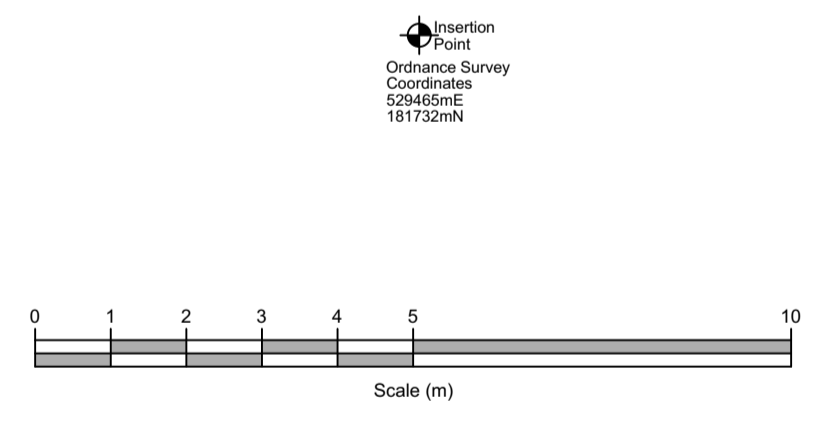 Insertion
Point
Ordnance Survey
Coordinates
529465mE
181732mN
0 1 2 3 4 5 10
Scale (m)